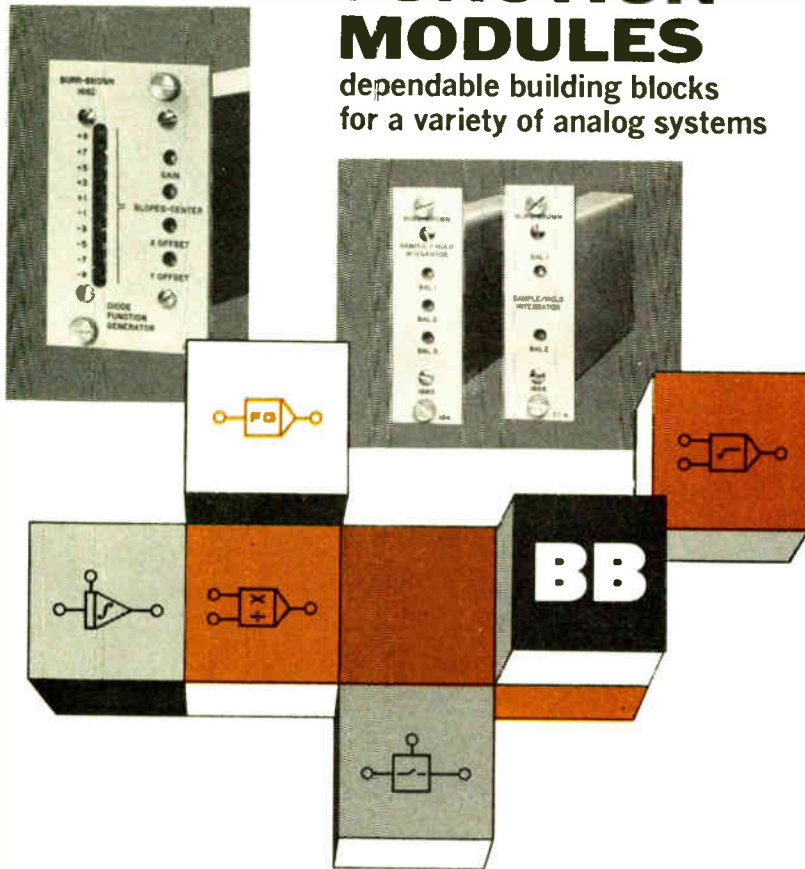 FUNCTION
MODULES
dependable building blocks
for a variety of analog systems
BURR-BROWN
1662
+9
+7
+5
+3
+1
-1
-3
-5
-7
-9
GAIN
SLOPES-CENTER
X OFFSET
Y OFFSET
DIODE
FUNCTION
GENERATOR
SAMPLE / HOLD
INTEGRATOR
BAL 1
BAL 2
BAL 3
BAL 1
SAMPLE/HOLD
INTEGRATOR
BAL 2
FG
X
÷
BB